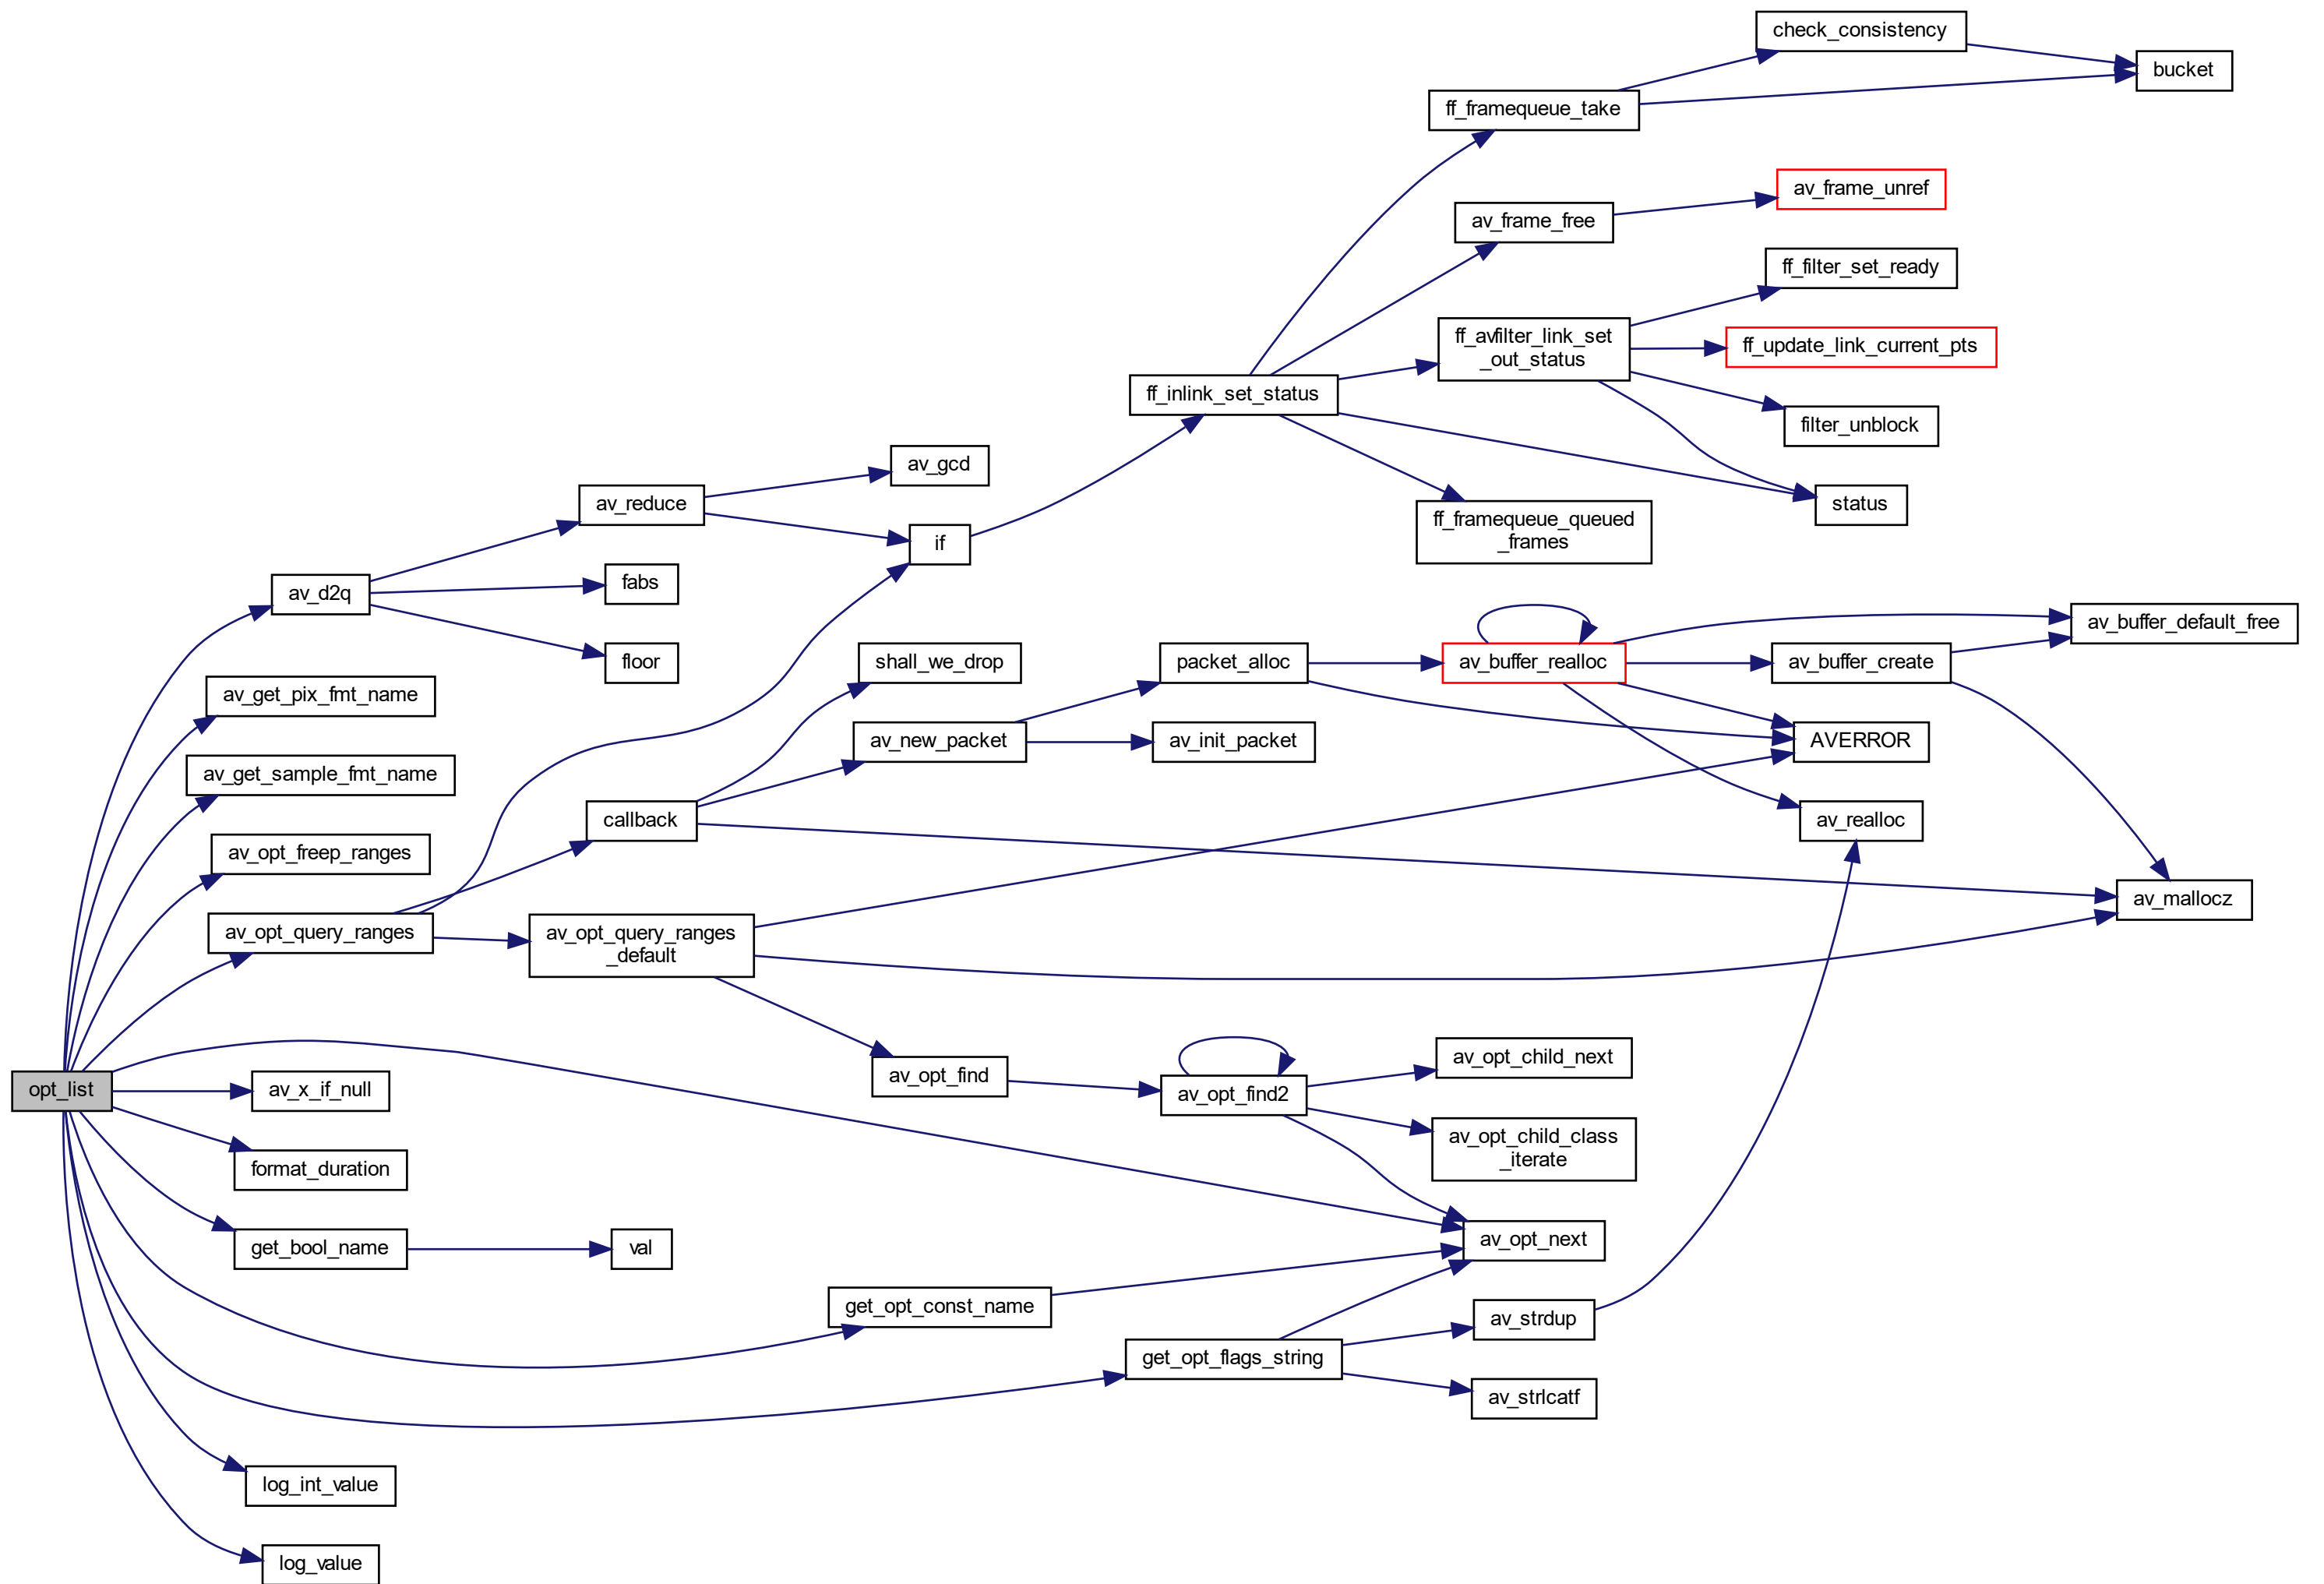 check_consistency
bucket
ff_framequeue_take
av_frame_unref
av_frame_free
ff_filter_set_ready
ff_avfilter_link_set
_out_status
ff_update_link_current_pts
ff_inlink_set_status
filter_unblock
av_gcd
av_reduce
status
ff_framequeue_queued
_frames
if
av_d2q
fabs
av_buffer_default_free
floor
shall_we_drop
packet_alloc
av_buffer_realloc
av_buffer_create
av_get_pix_fmt_name
av_new_packet
av_init_packet
AVERROR
av_get_sample_fmt_name
callback
av_realloc
av_opt_freep_ranges
av_mallocz
av_opt_query_ranges
av_opt_query_ranges
_default
av_opt_child_next
av_opt_find
opt_list
av_x_if_null
av_opt_find2
av_opt_child_class
_iterate
format_duration
get_bool_name
val
av_opt_next
get_opt_const_name
av_strdup
get_opt_flags_string
av_strlcatf
log_int_value
log_value